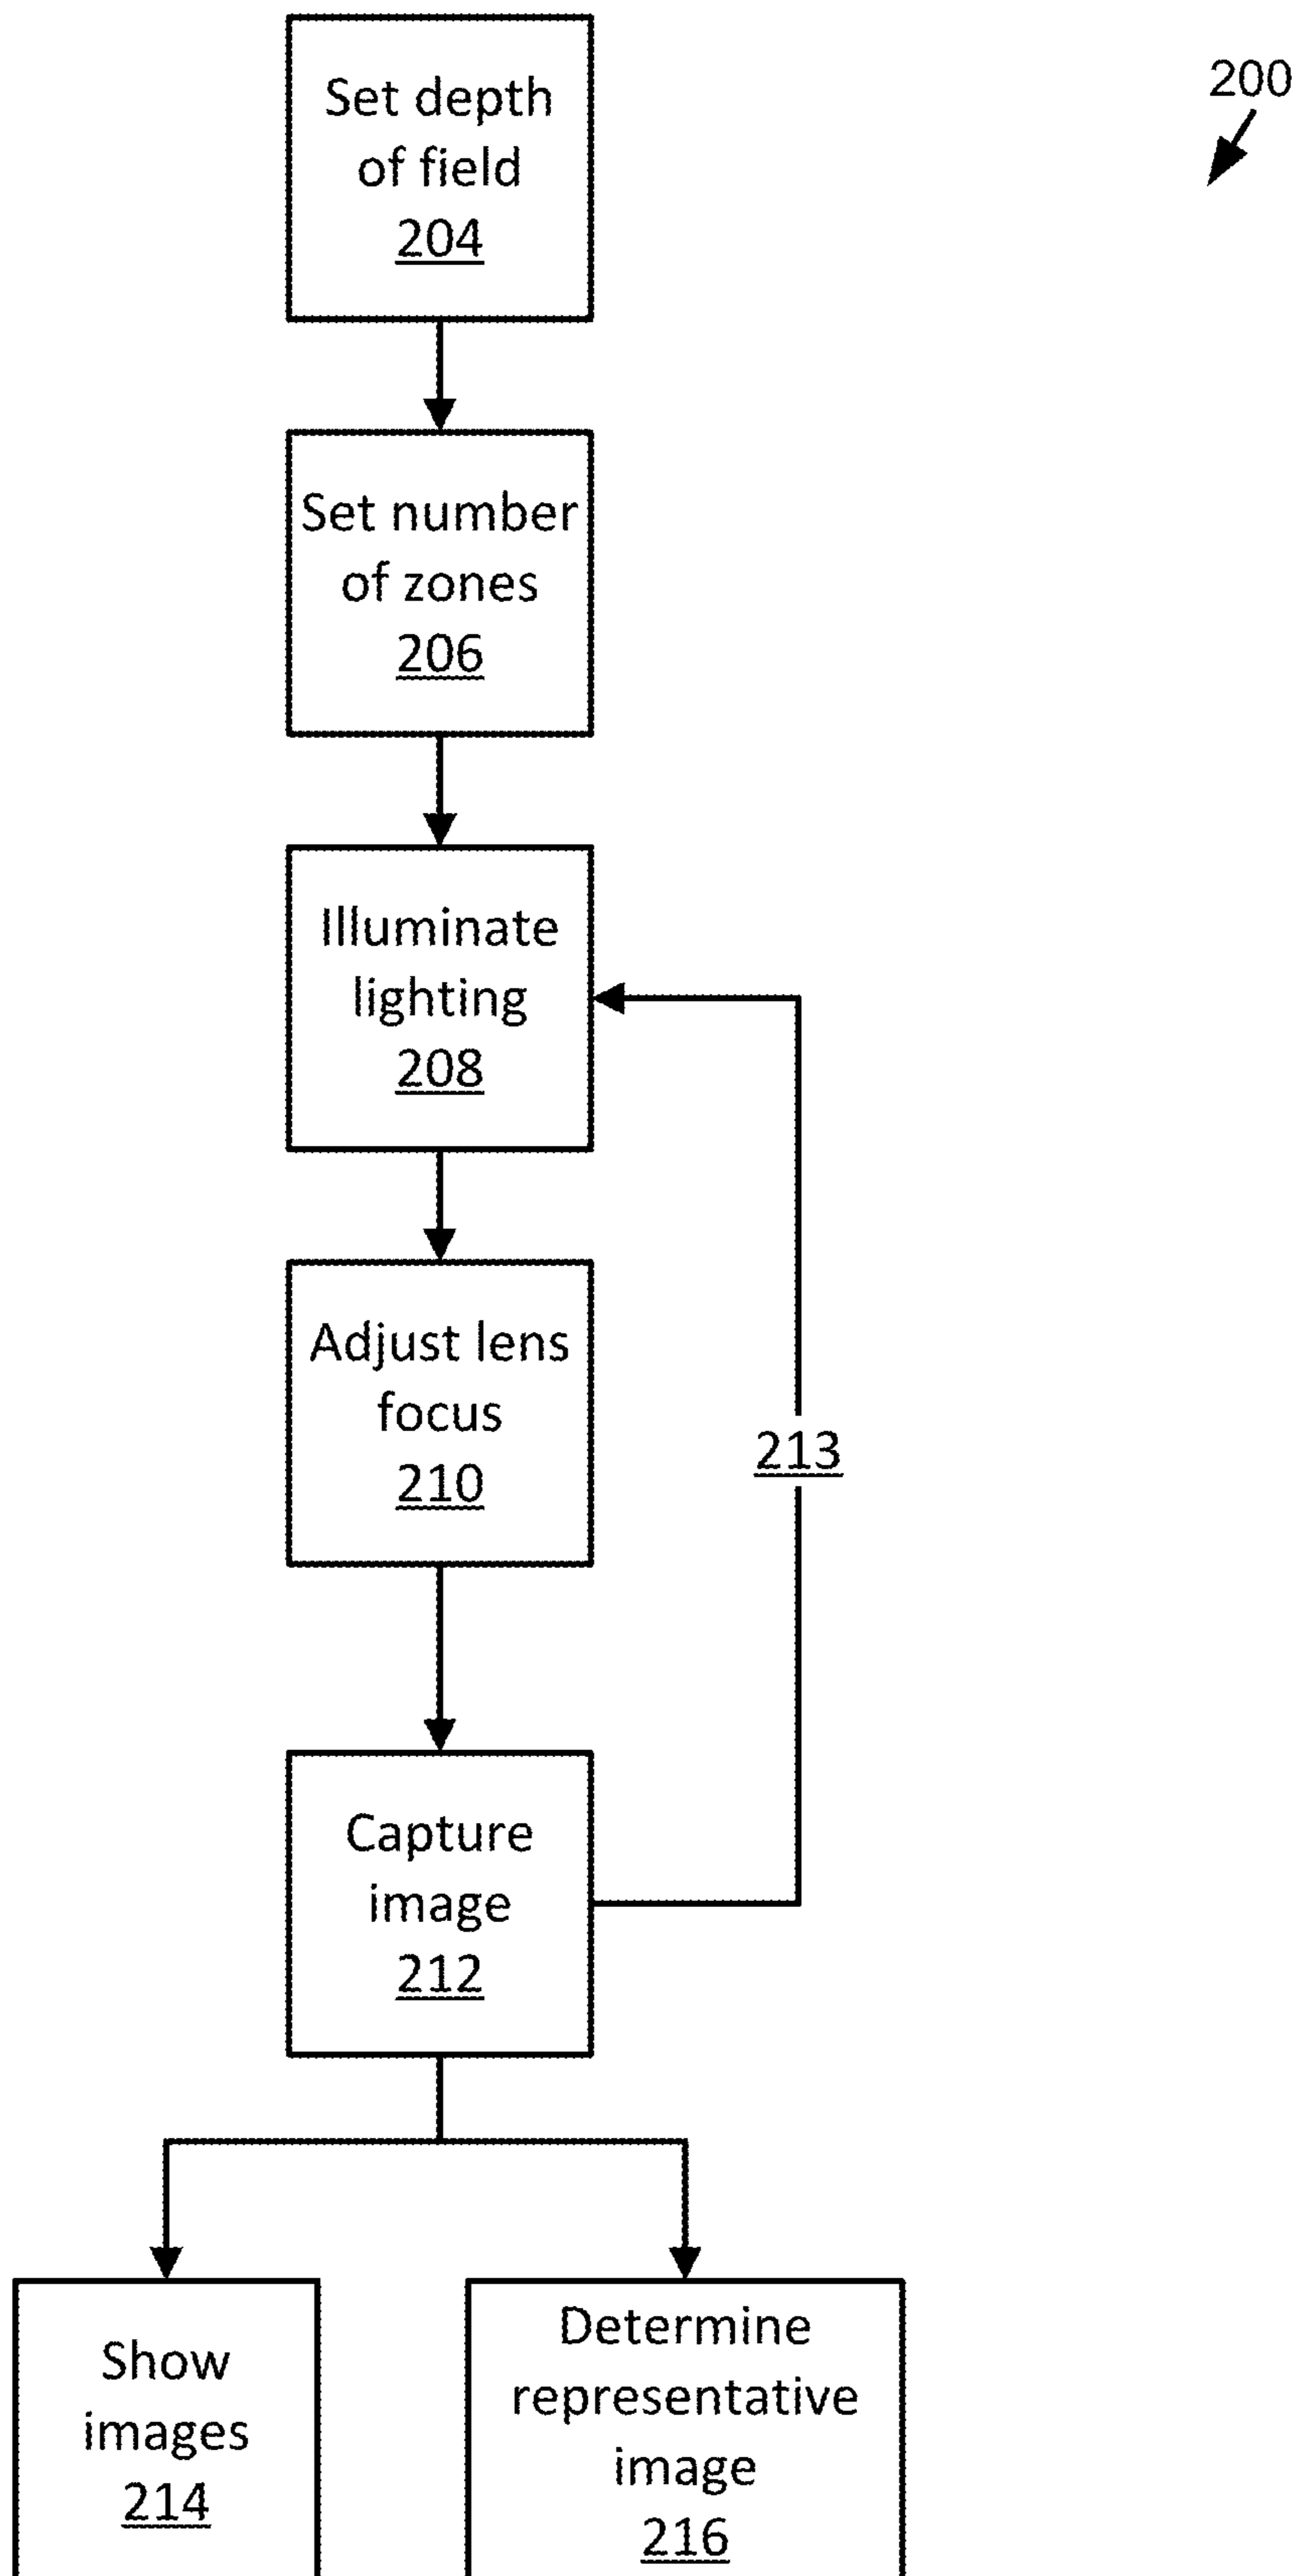 200
Set depth
of field
204
Set number
of zones
206
Illuminate
lighting
208
Adjust lens
focus
210
213
Capture
image
212
Show
images
214
Determine
representative
image
216